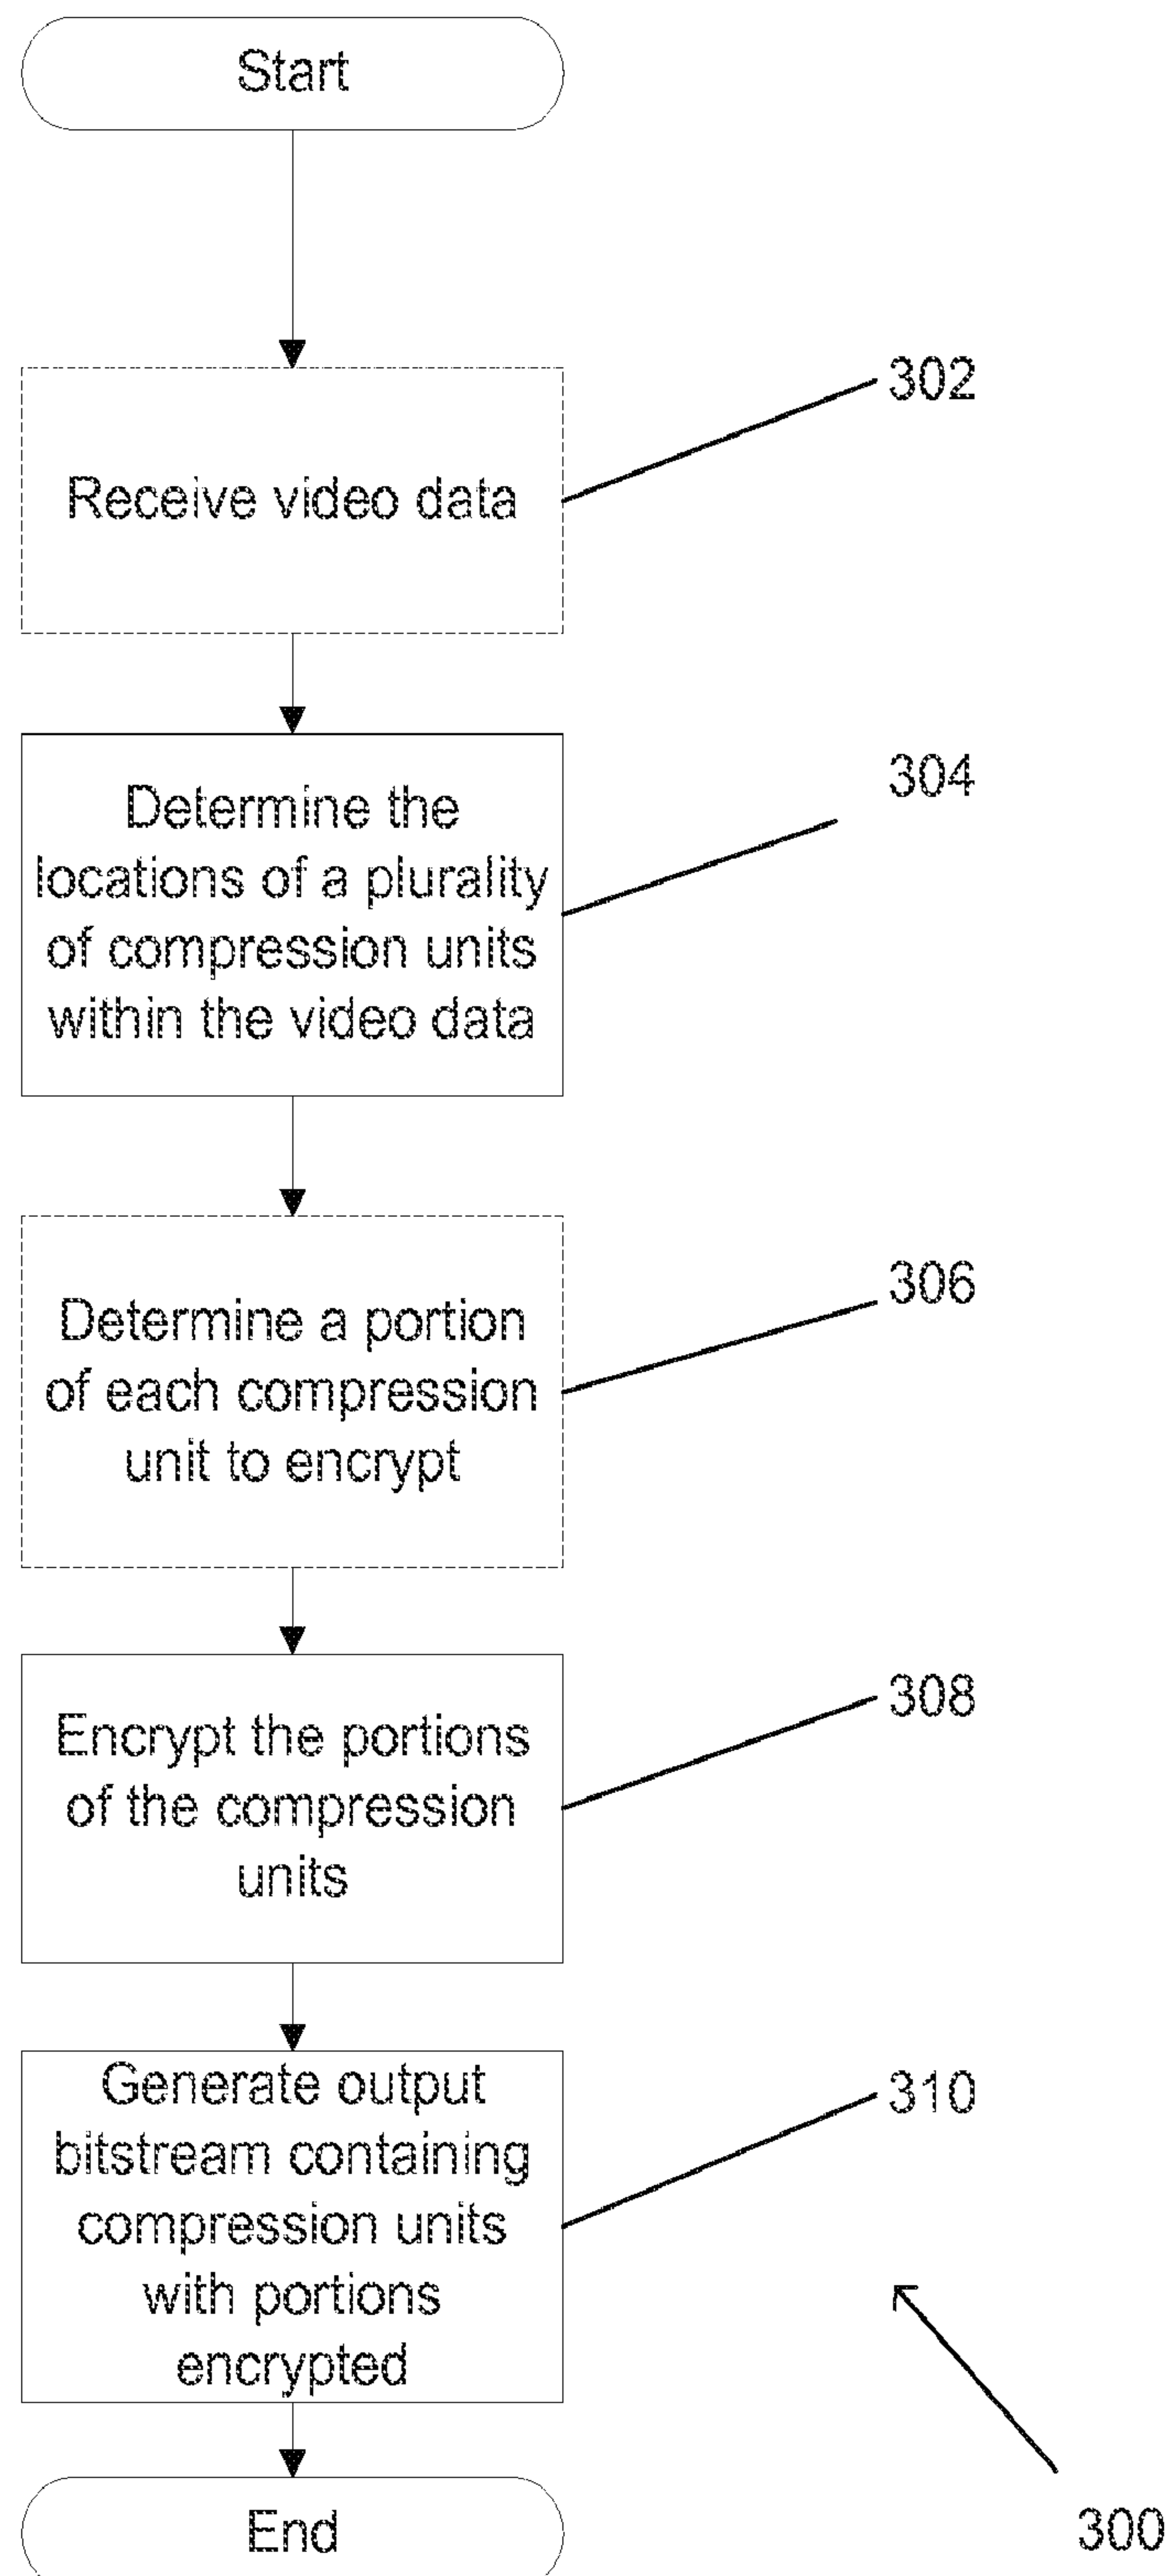 Start
302
Receive video data
304
Determine the
locations of a plurality
of compression units
within the video data
306
Determine a portion
of each compression
unit to encrypt
308
Encrypt the portions
of the compression
units
310
Generate output
bitstream containing
compression units
with portions
encrypted
End
300